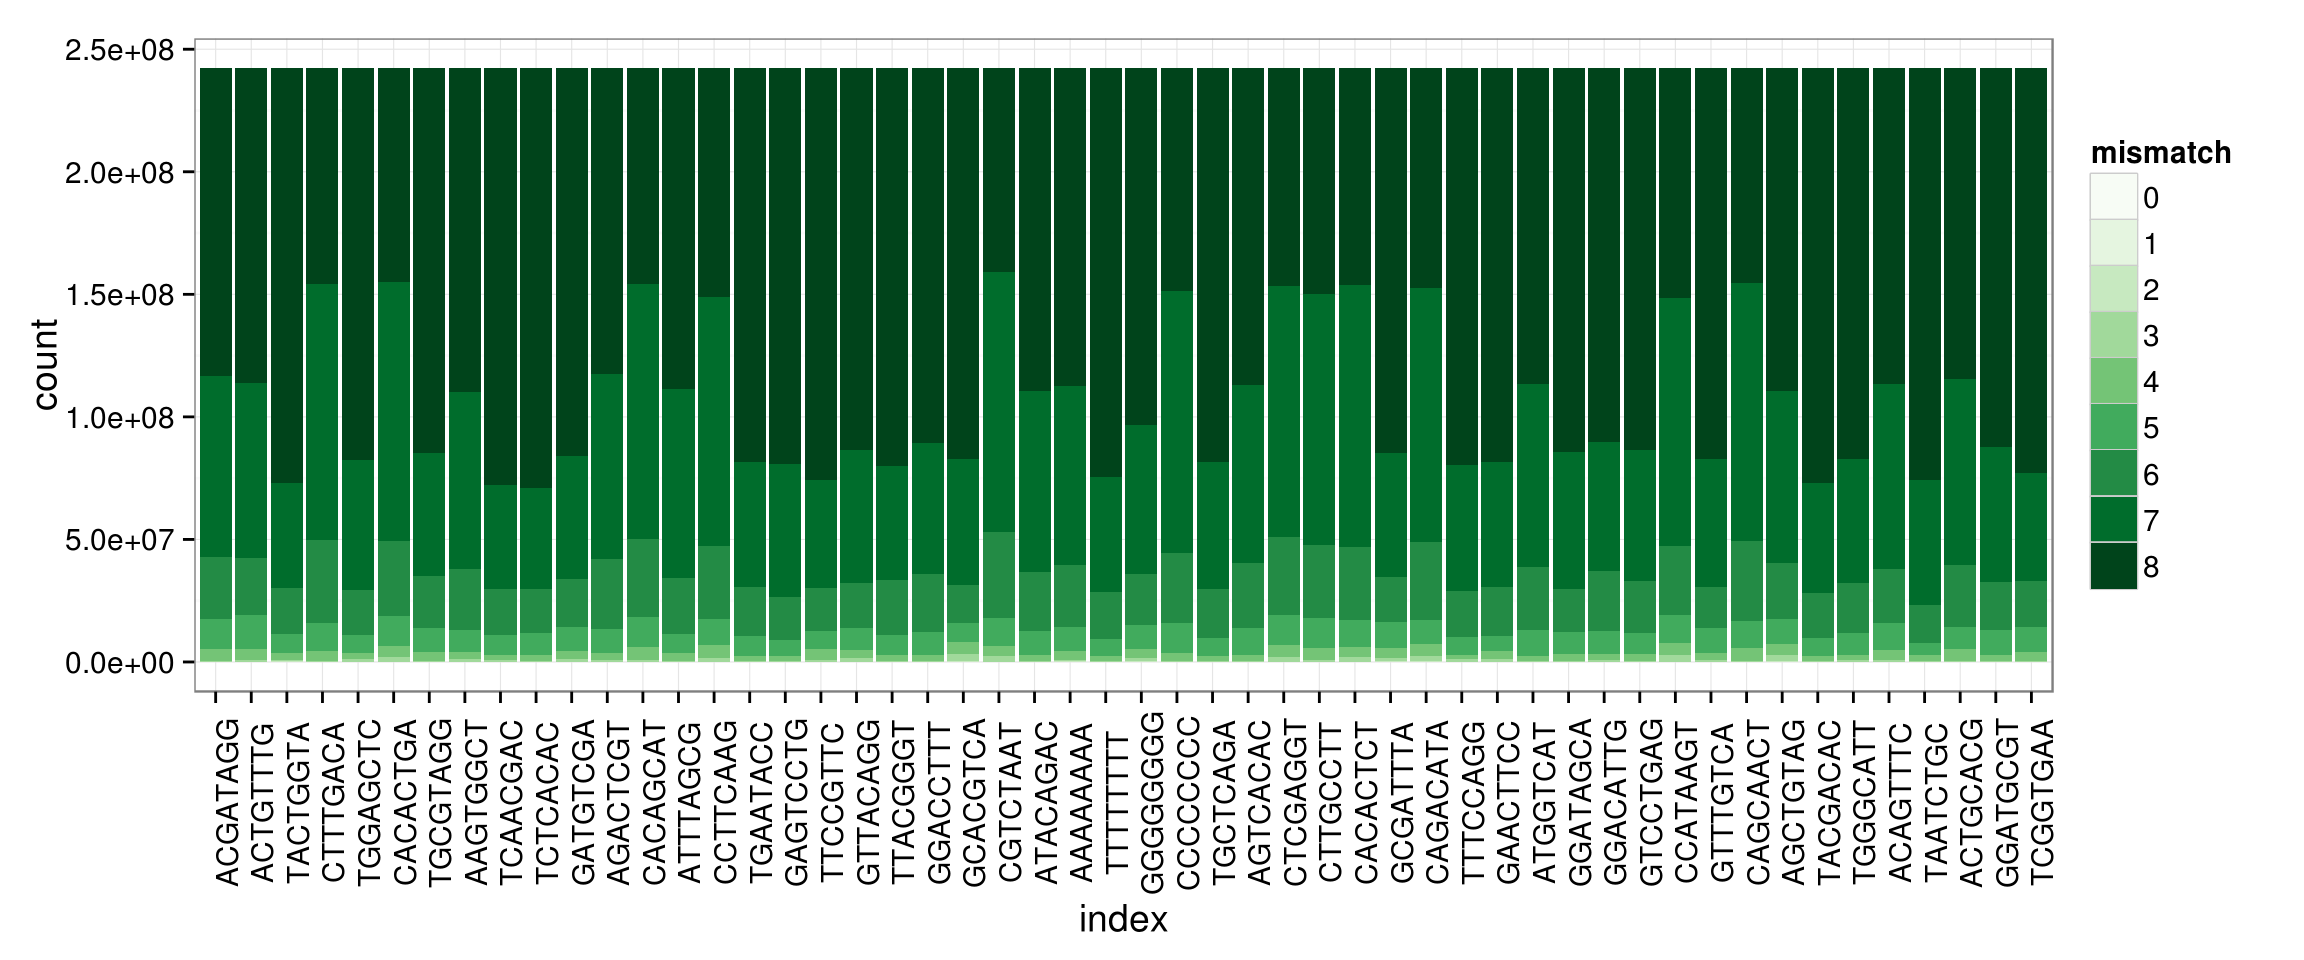 2.5e+08
2.0e+08
1.5e+08
1.0e+08
5.0e+07
0.0e+00
count
ACGATAGG
ACTGTTTG
TACTGGTA
CTTTGACA
TGGAGCTC
CACACTGA
TGCGTAGG
AAGTGGCT
TCAACGAC
TCTCACAC
GATGTCGA
AGACTCGT
CACAGCAT
ATTTAGCG
CCTTCAAG
TGAATACC
GAGTCCTG
TTCCGTTC
GTTACAGG
TTACGGGT
GGACCTTT
GCACGTCA
CGTCTAAT
ATACAGAC
AAAAAAAA
TTTTTTTT
GGGGGGGG
CCCCCCCC
TGCTCAGA
AGTCACAC
CTCGAGGT
CTTGCCTT
CACACTCT
GCGATTTA
CAGACATA
TTTCCAGG
GAACTTCC
ATGGTCAT
GGATAGCA
GGACATTG
GTCCTGAG
CCATAAGT
GTTTGTCA
CAGCAACT
AGCTGTAG
TACGACAC
TGGGCATT
ACAGTTTC
TAATCTGC
ACTGCACG
GGATGCGT
TCGGTGAA
index
mismatch
0
1
2
3
4
5
6
7
8